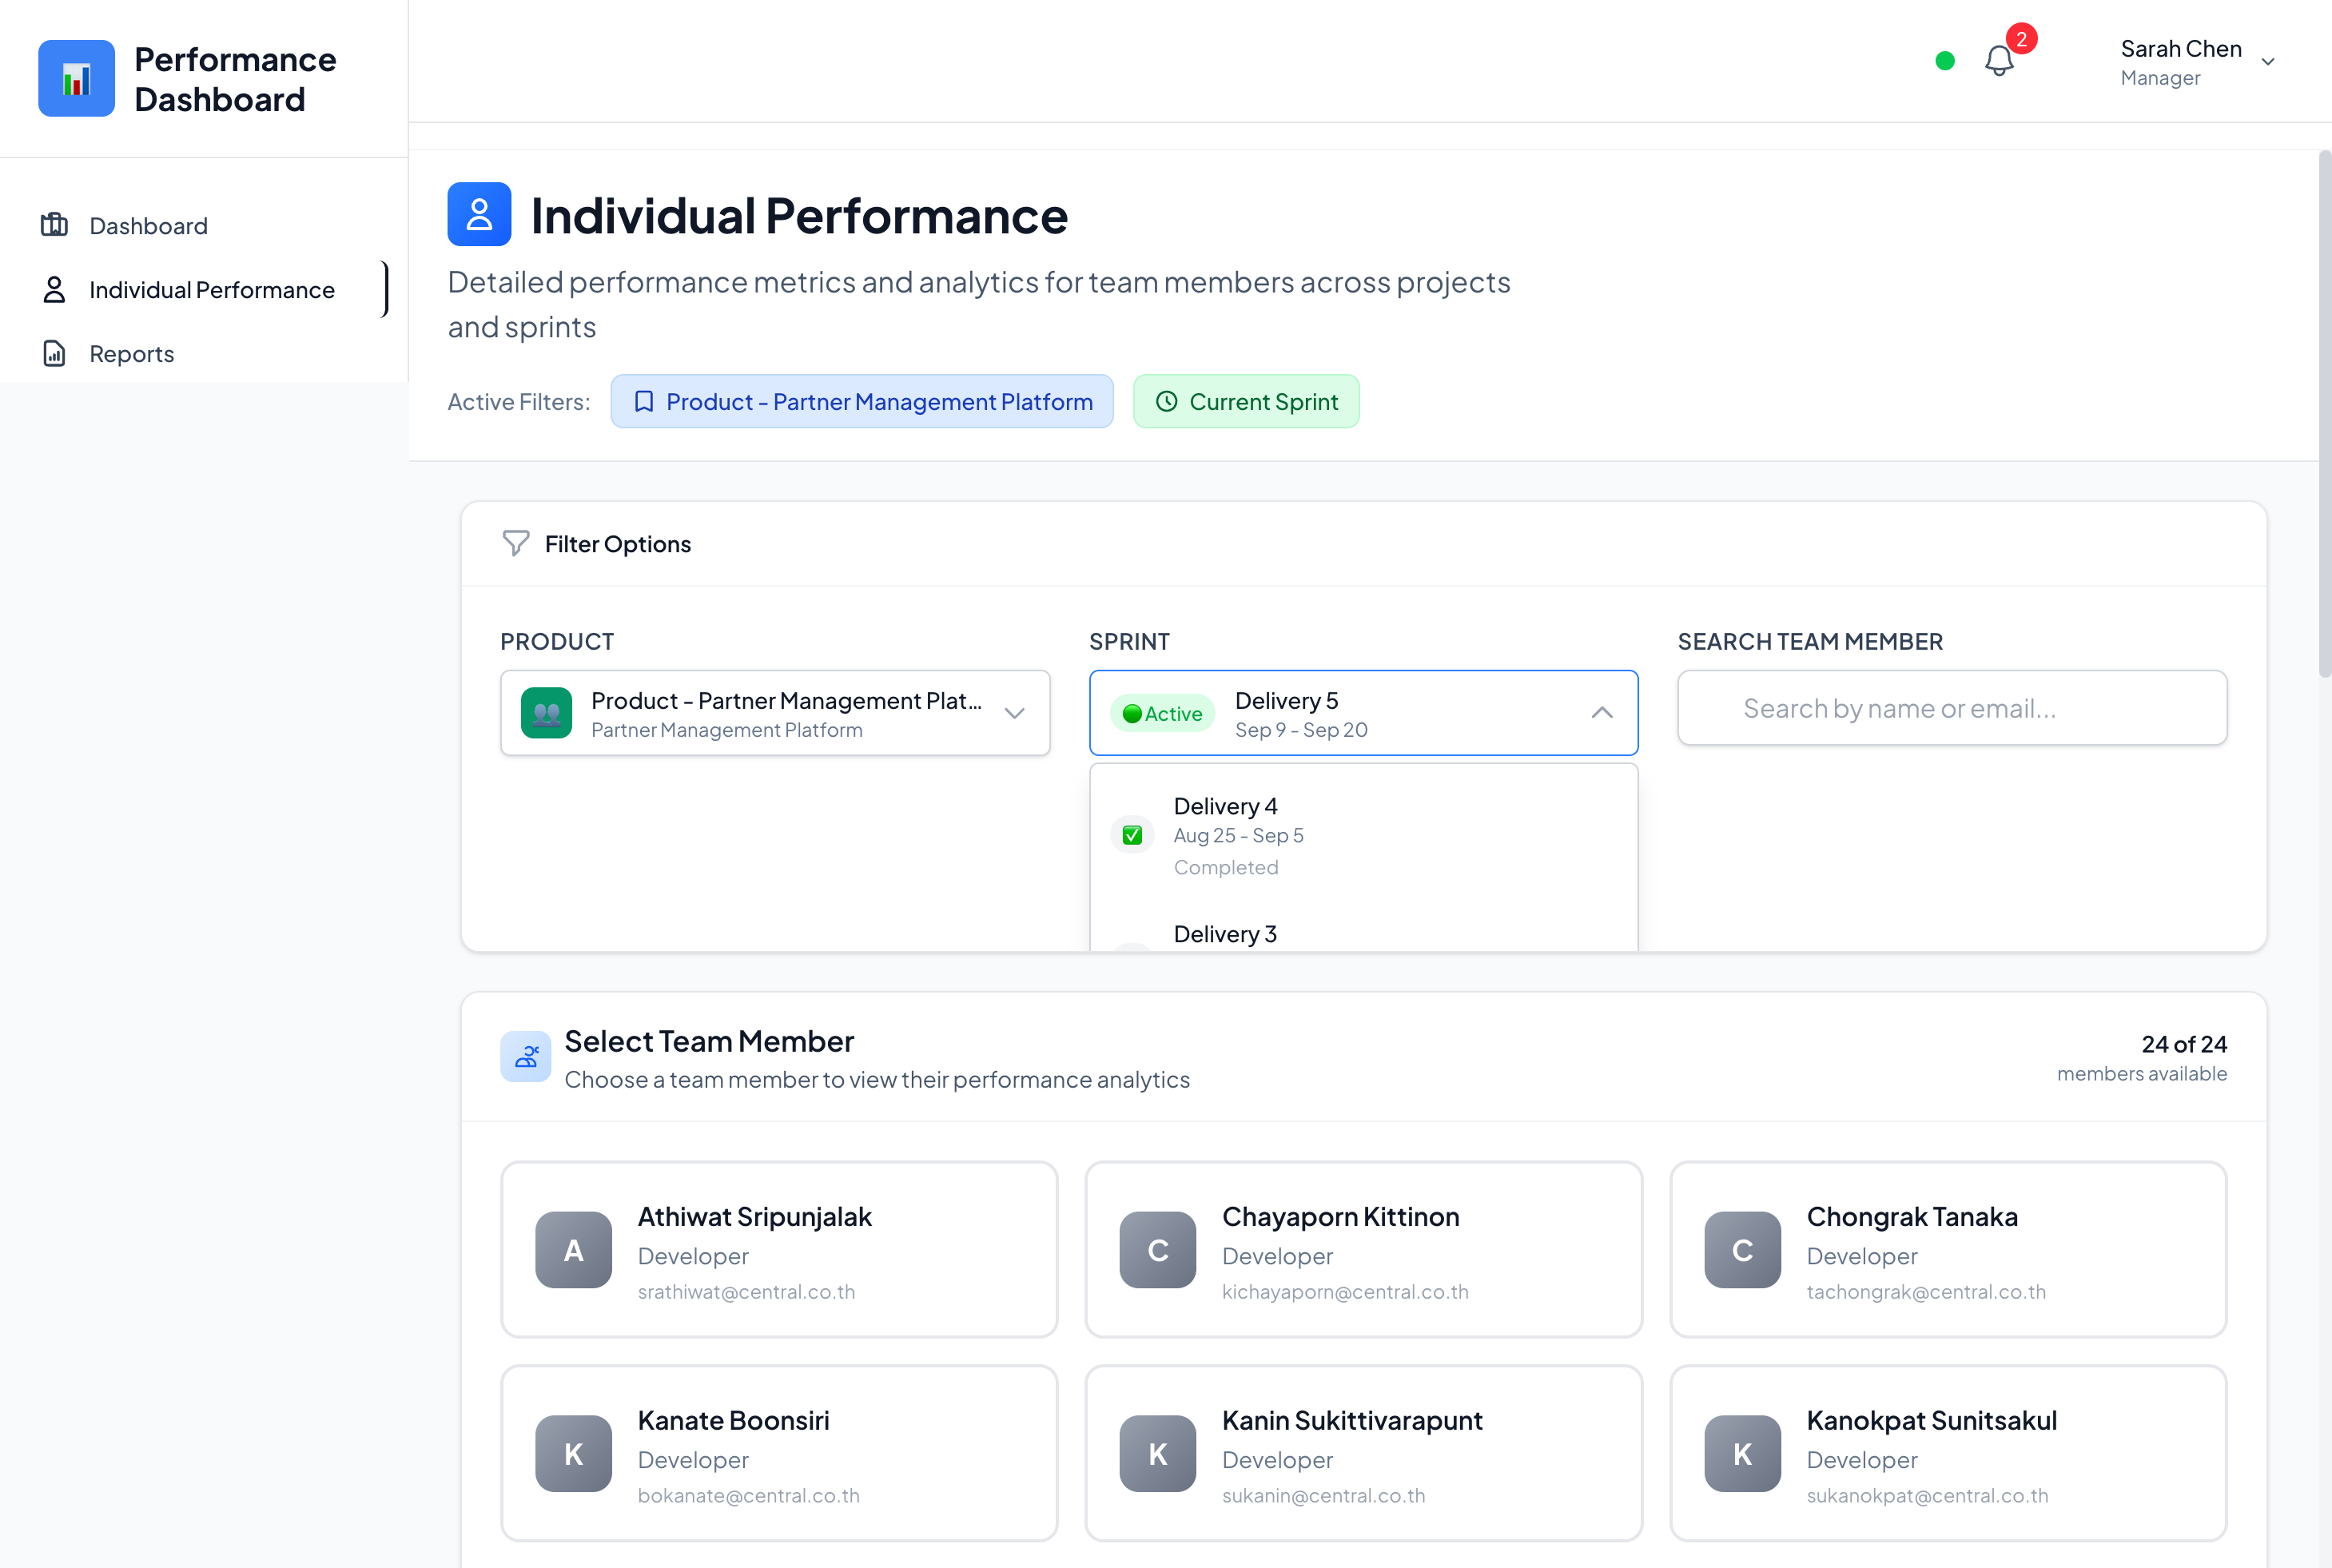 Performance
Dashboard
Dashboard
Individual Performance
Reports
2
Sarah Chen
Manager
Individual Performance
Detailed performance metrics and analytics for team members across projects
and sprints
Active Filters:
Product - Partner Management Platform
Current Sprint
Filter Options
PRODUCT
Product - Partner Management Plat...
Partner Management Platform
SPRINT
Active
Delivery 5
Sep 9 - Sep 20
Delivery 4
Aug 25 - Sep 5
Completed
Delivery 3
SEARCH TEAM MEMBER
Search by name or email...
Select Team Member
Choose a team member to view their performance analytics
24 of 24
members available
A
Athiwat Sripunjalak
Developer
srathiwat@central.co.th
C
Chayaporn Kittinon
Developer
kichayaporn@central.co.th
C
Chongrak Tanaka
Developer
tachongrak@central.co.th
K
Kanate Boonsiri
Developer
bokanate@central.co.th
K
Kanin Sukittivarapunt
Developer
sukanin@central.co.th
K
Kanokpat Sunitsakul
Developer
sukanokpat@central.co.th